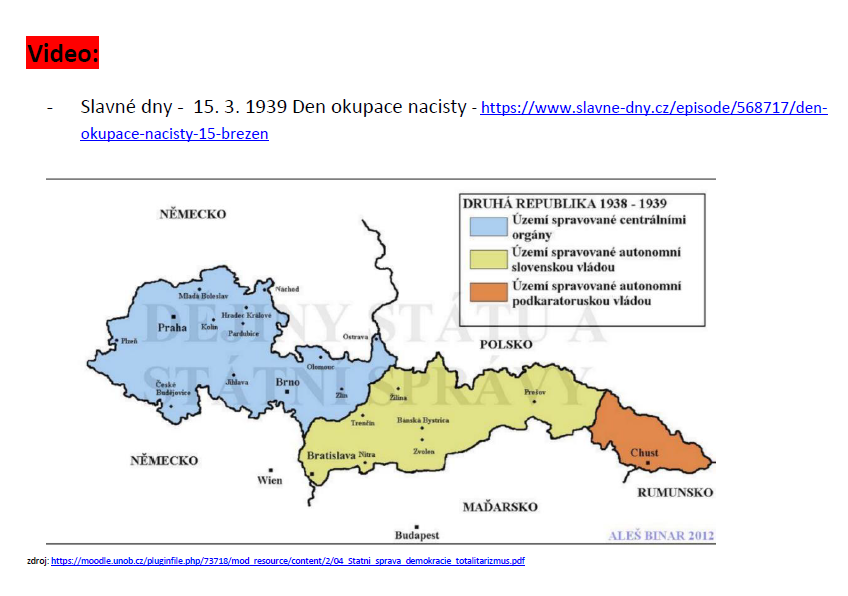 Video:
- Slavné dny - 15. 3. 1939 Den okupace nacisty - https://www.slavne-dny.cz/episode/568717/den-
okupace-nacisty-15-brezen
DRUHÁ REPUBLIKA 1938 - 1939
Území spravované centrálními
orgány
Území spravované autonomní
slovenskou vládou
Území spravované autonomní
podkaratoruskou vládou
NĚMECKO
DĚJINY STÁTU A
STÁTNÍ SPRÁVY
Mladá Boleslav
Náchod
Hradec Králové
Praha
Kolín
Pardubice
Plzeň
Ostrava
POLSKO
Olomouc
České
Budějovice
Jihlava
Brno
Zlín
Žilina
Prešov
Trenčín
Banská Bystrica
Bratislava
Nitra
Zvolen
Chust
NĚMECKO
Wien
RUMUNSKO
MAĎARSKO
Budapest
ALEŠ BINAR 2012
zdroj: https://moodle.unob.cz/pluginfile.php/73718/mod_resource/content/2/04_Statni_sprava_demokracie_totalitarizmus.pdf